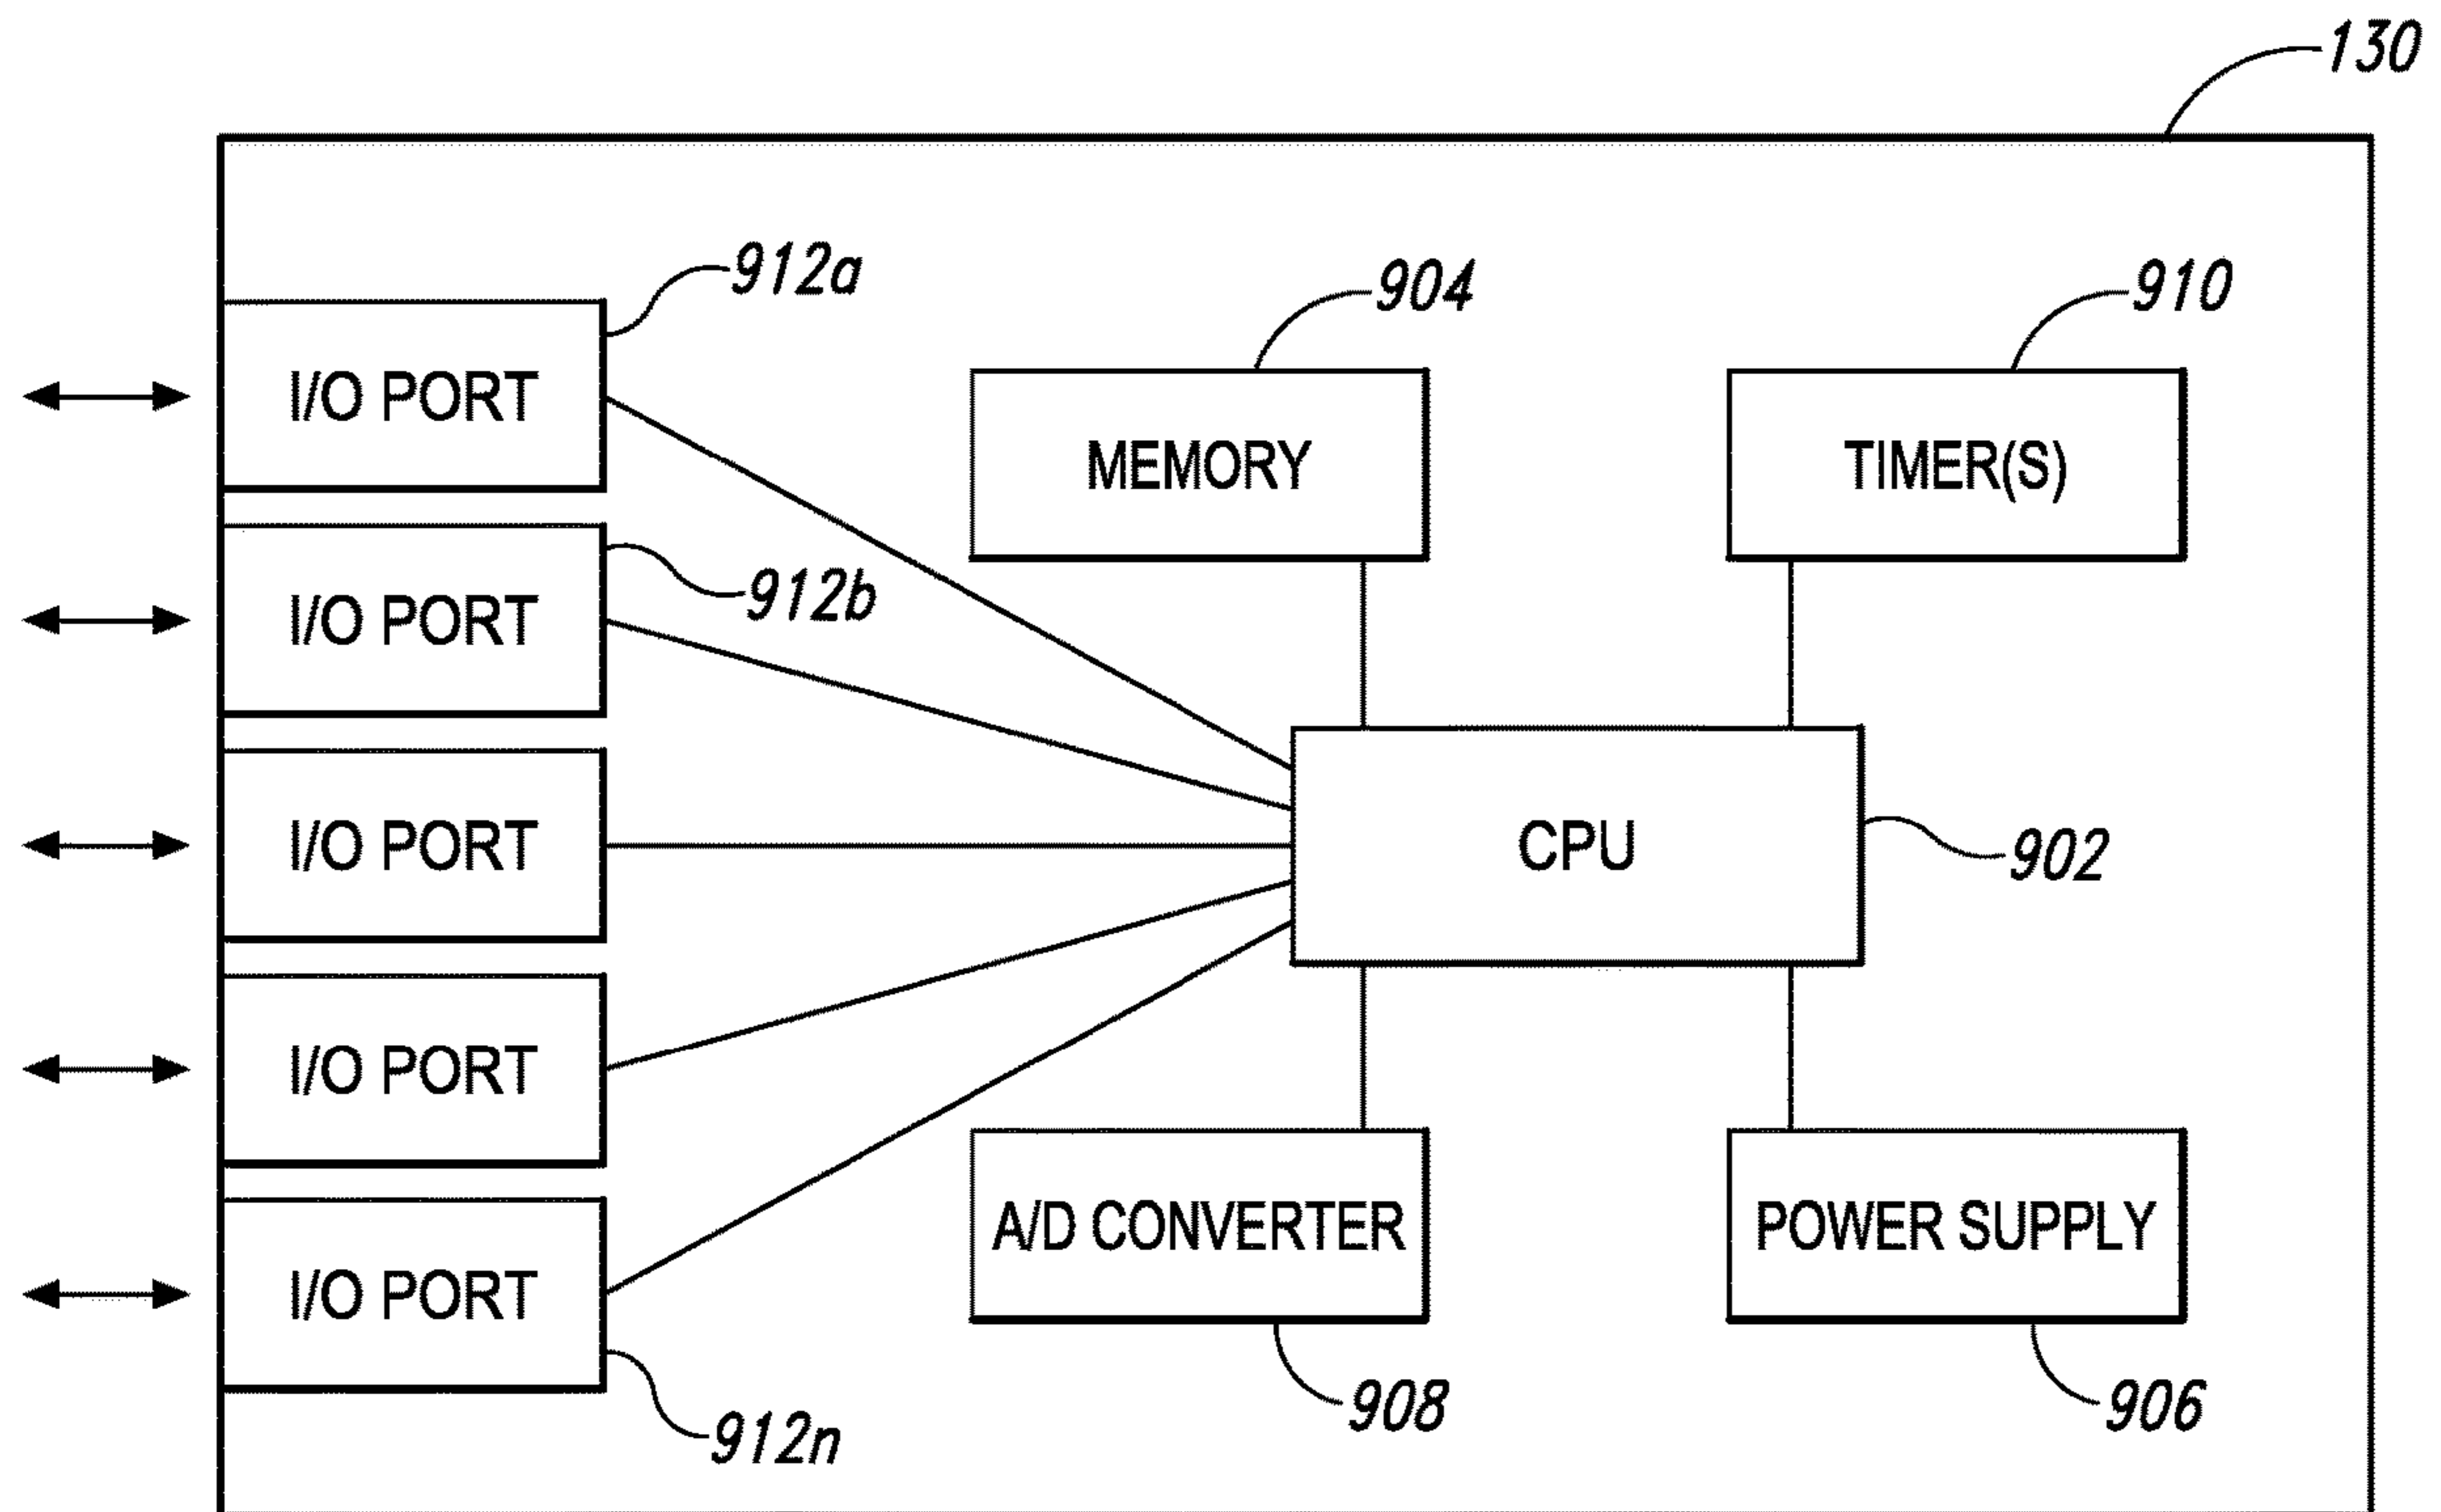 130
912a
904
910
I/O PORT
MEMORY
TIMER(S)
I/O PORT
912b
I/O PORT
CPU
902
I/O PORT
A/D CONVERTER
POWER SUPPLY
I/O PORT
908
906
912n